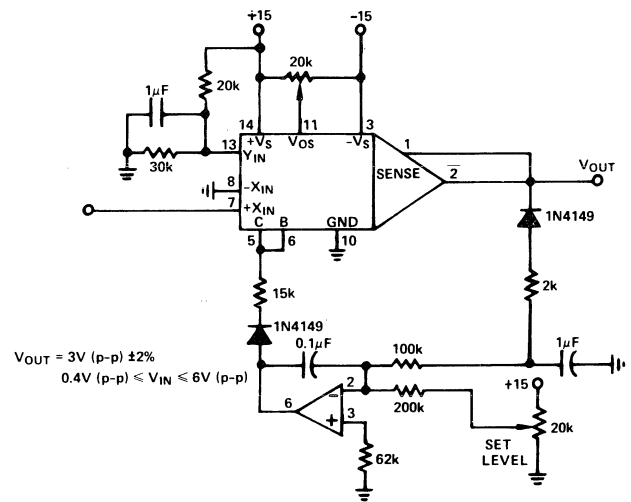 +15
-15
20k
20k
1µF
30k
14
11
3
+VS
VOS
-VS
13
YIN
8
-XIN
7
+XIN
SENSE
1
2
VOUT
1N4149
C
B
GND
5
6
10
15k
2k
1N4149
0.1µF
100k
1µF
VOUT = 3V (p-p) ±2%
0.4V (p-p) ≤ VIN ≤ 6V (p-p)
6
2
−
+
3
200k
+15
20k
SET
LEVEL
62k